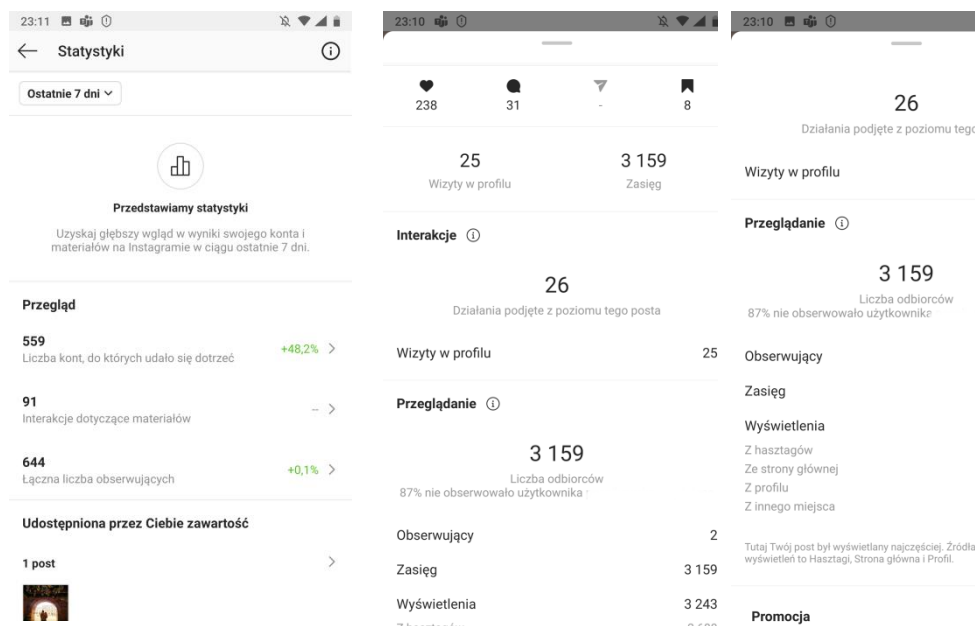 23:11
Statystyki
Ostatnie 7 dni
Przedstawiamy statystyki
Uzyskaj głębszy wgląd w wyniki swojego konta i
materiałów na Instagramie w ciągu ostatnie 7 dni.
Przegląd
559
Liczba kont, do których udało się dotrzeć
+48,2%
91
Interakcje dotyczące materiałów
--
644
Łączna liczba obserwujących
+0,1%
Udostępniona przez Ciebie zawartość
1 post
23:10
238 31 - 8
25 3 159
Wizyty w profilu Zasięg
Interakcje
26
Działania podjęte z poziomu tego posta
Wizyty w profilu 25
Przeglądanie
3 159
Liczba odbiorców
87% nie obserwowało użytkownika
Obserwujący 2
Zasięg 3 159
Wyświetlenia 3 243
23:10
26
Działania podjęte z poziomu tego
Wizyty w profilu
Przeglądanie
3 159
Liczba odbiorców
87% nie obserwowało użytkownika
Obserwujący
Zasięg
Wyświetlenia
Z hasztagów
Ze strony głównej
Z profilu
Z innego miejsca
Tutaj Twój post był wyświetlany najczęściej. Źródła
wyświetleń to Hasztagi, Strona główna i Profil.
Promocja